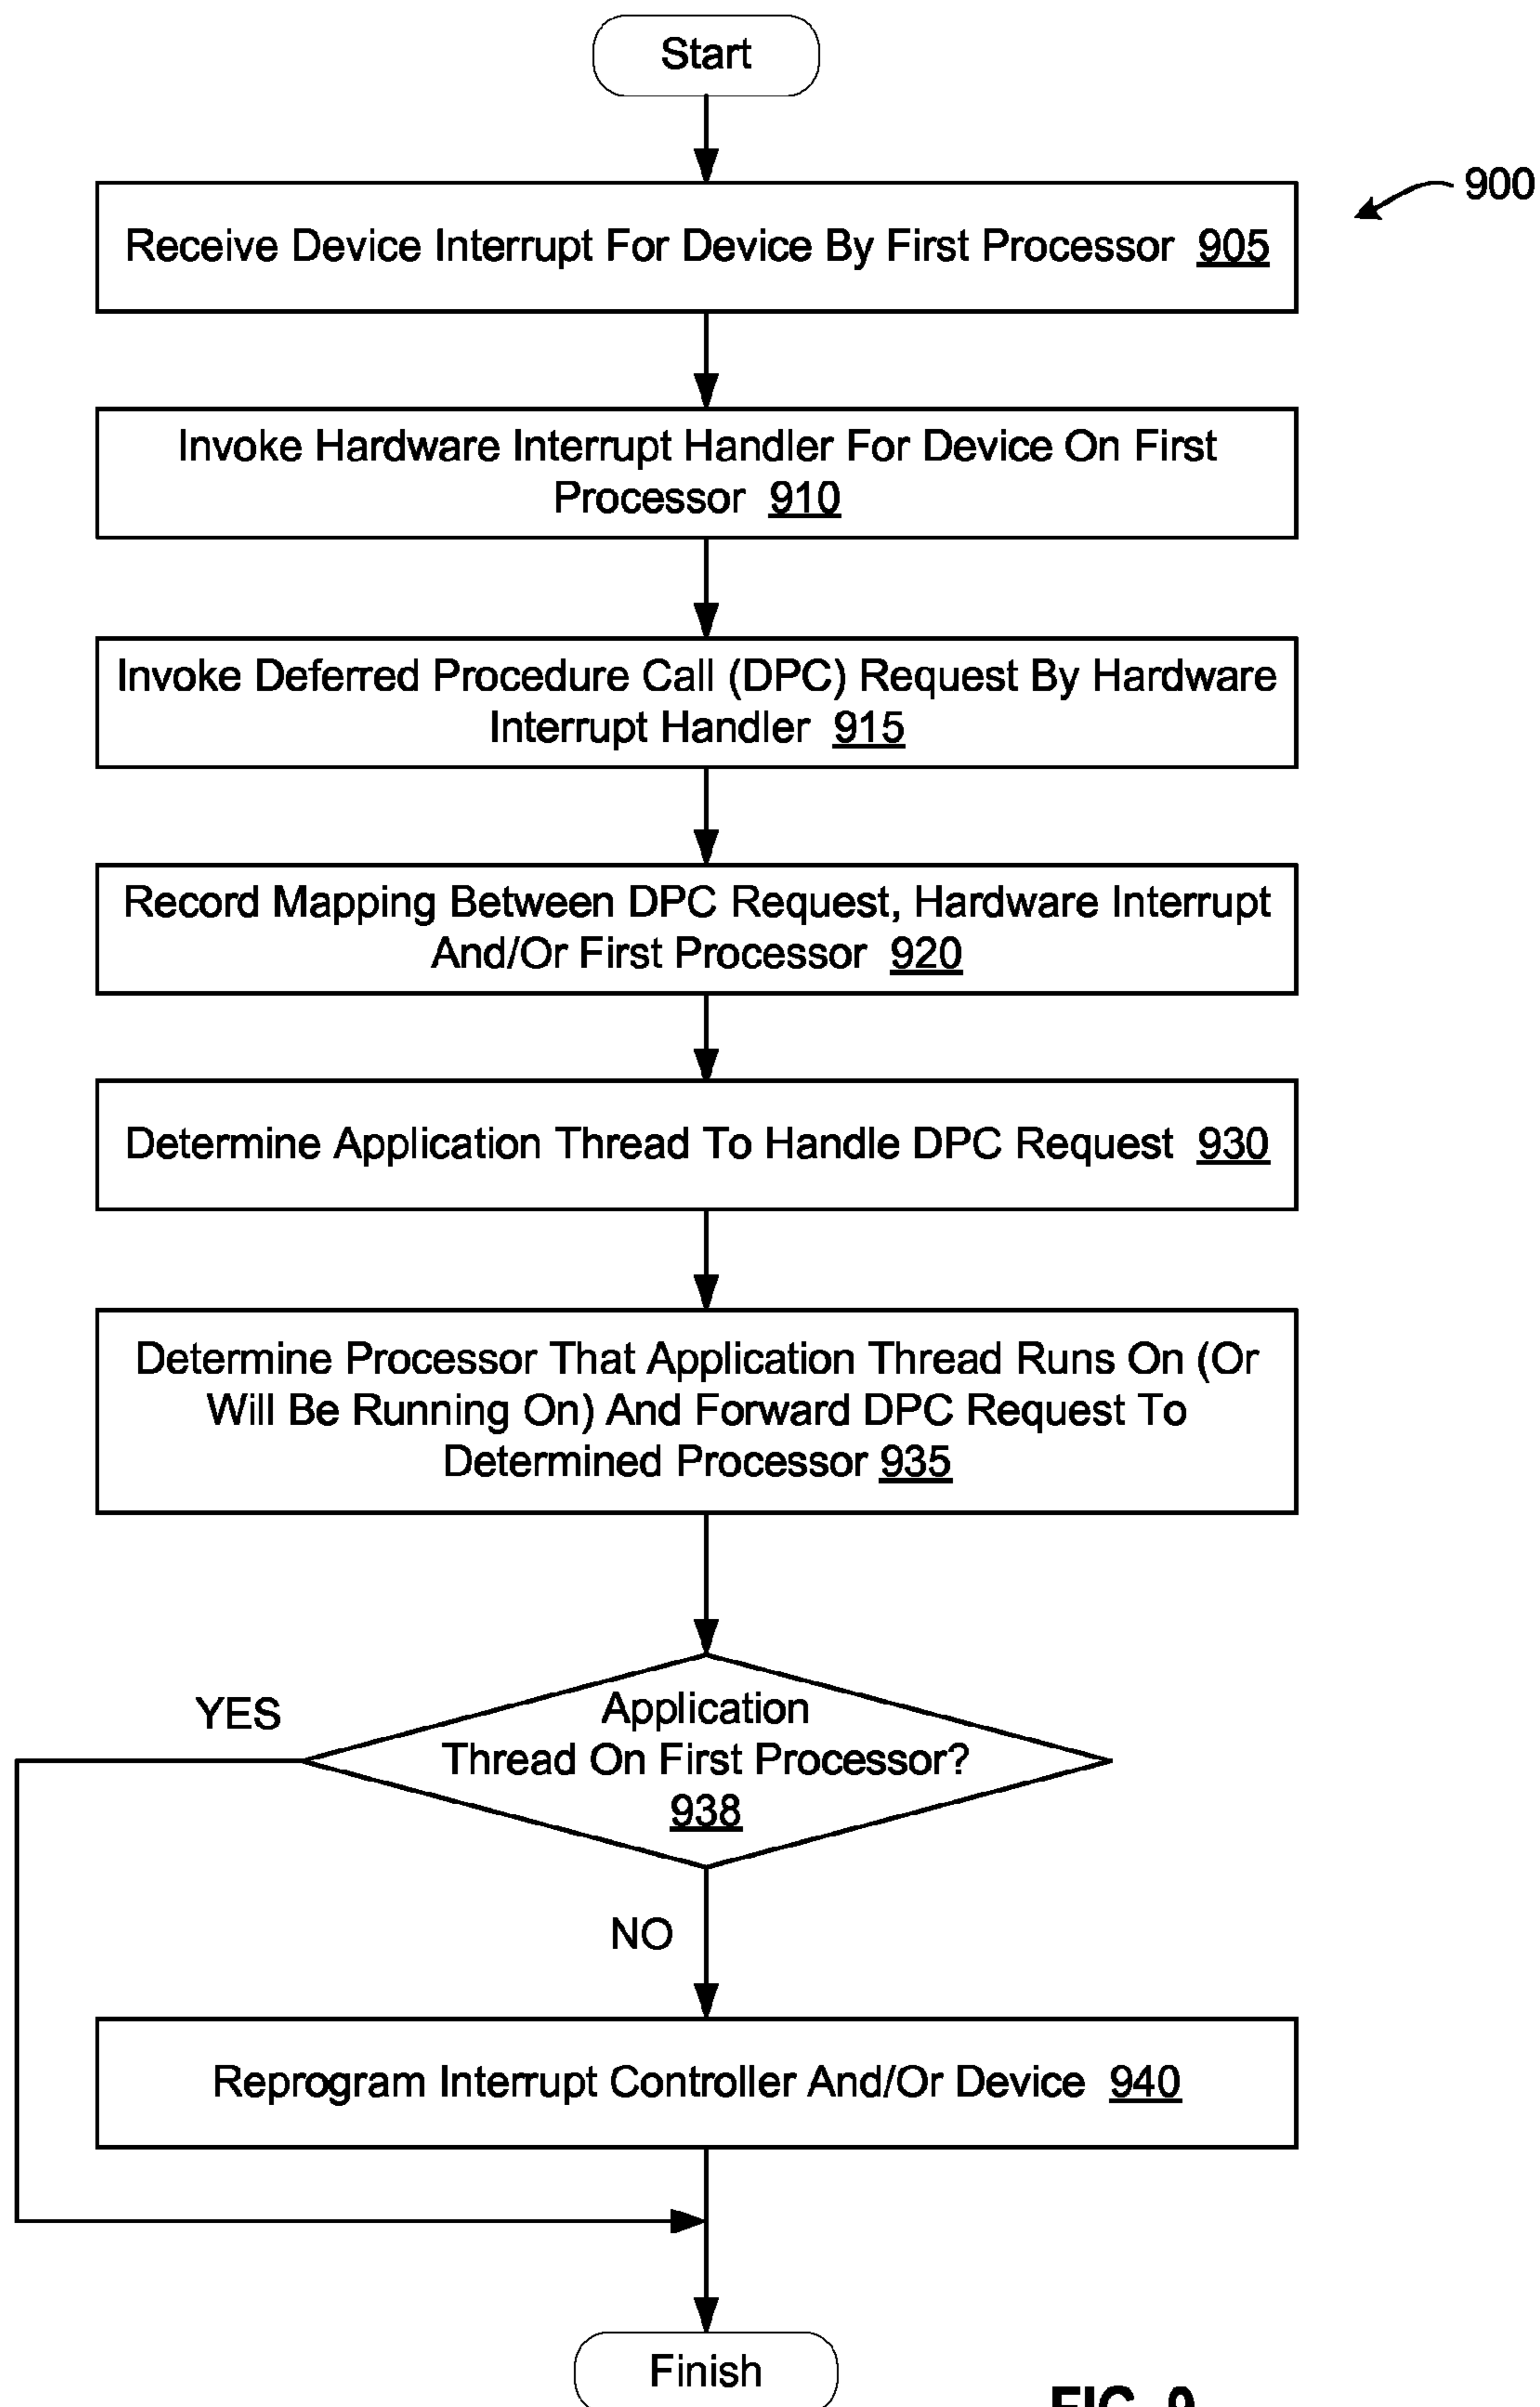 Start
900
Receive Device Interrupt For Device By First Processor 905
Invoke Hardware Interrupt Handler For Device On First
Processor 910
Invoke Deferred Procedure Call (DPC) Request By Hardware
Interrupt Handler 915
Record Mapping Between DPC Request, Hardware Interrupt
And/Or First Processor 920
Determine Application Thread To Handle DPC Request 930
Determine Processor That Application Thread Runs On (Or
Will Be Running On) And Forward DPC Request To
Determined Processor 935
YES
Application
Thread On First Processor?
938
NO
Reprogram Interrupt Controller And/Or Device 940
Finish
FIG. 9